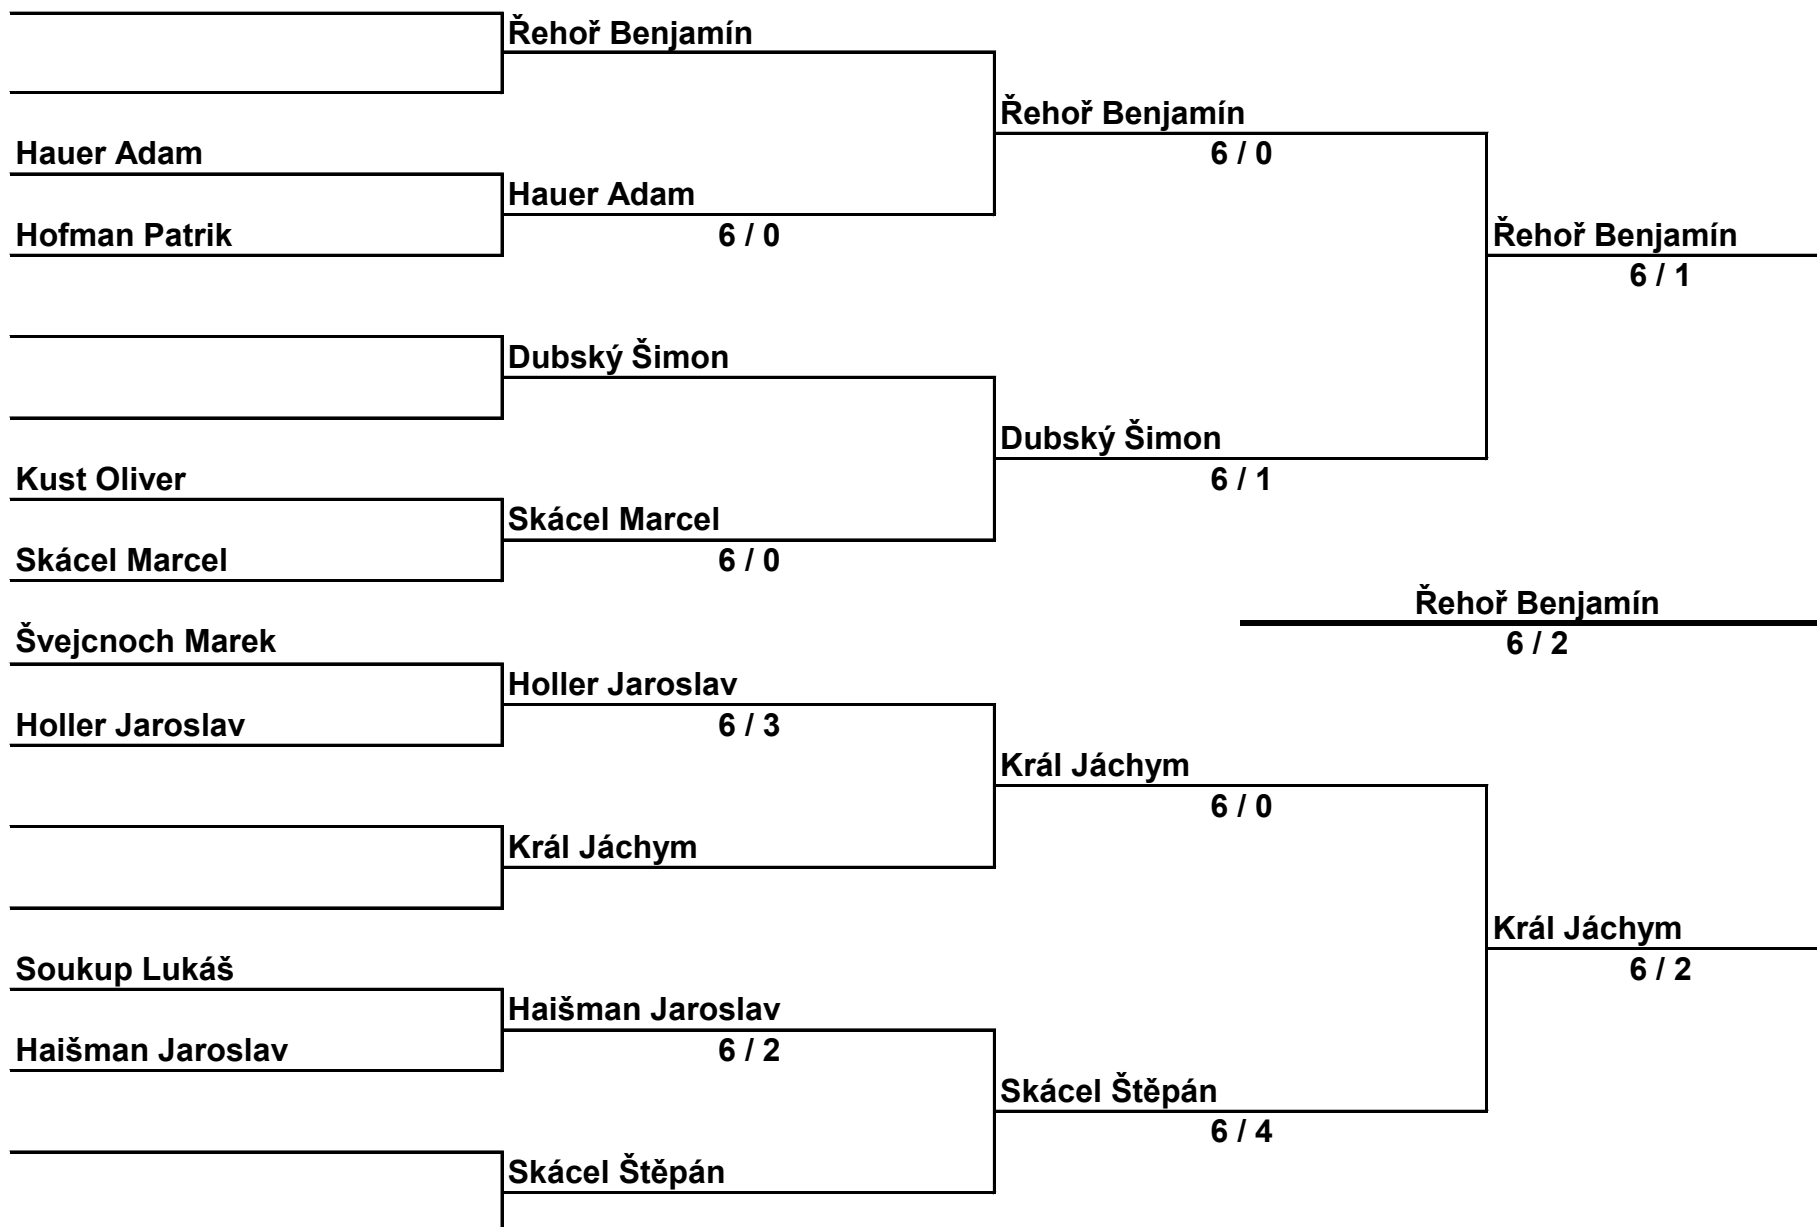 Řehoř Benjamín
Řehoř Benjamín
Hauer Adam
6 / 0
Hauer Adam
Hofman Patrik
6 / 0
Řehoř Benjamín
6 / 1
Dubský Šimon
Dubský Šimon
Kust Oliver
6 / 1
Skácel Marcel
Skácel Marcel
6 / 0
Řehoř Benjamín
Švejcnoch Marek
6 / 2
Holler Jaroslav
Holler Jaroslav
6 / 3
Král Jáchym
6 / 0
Král Jáchym
Král Jáchym
Soukup Lukáš
6 / 2
Haišman Jaroslav
Haišman Jaroslav
6 / 2
Skácel Štěpán
6 / 4
Skácel Štěpán